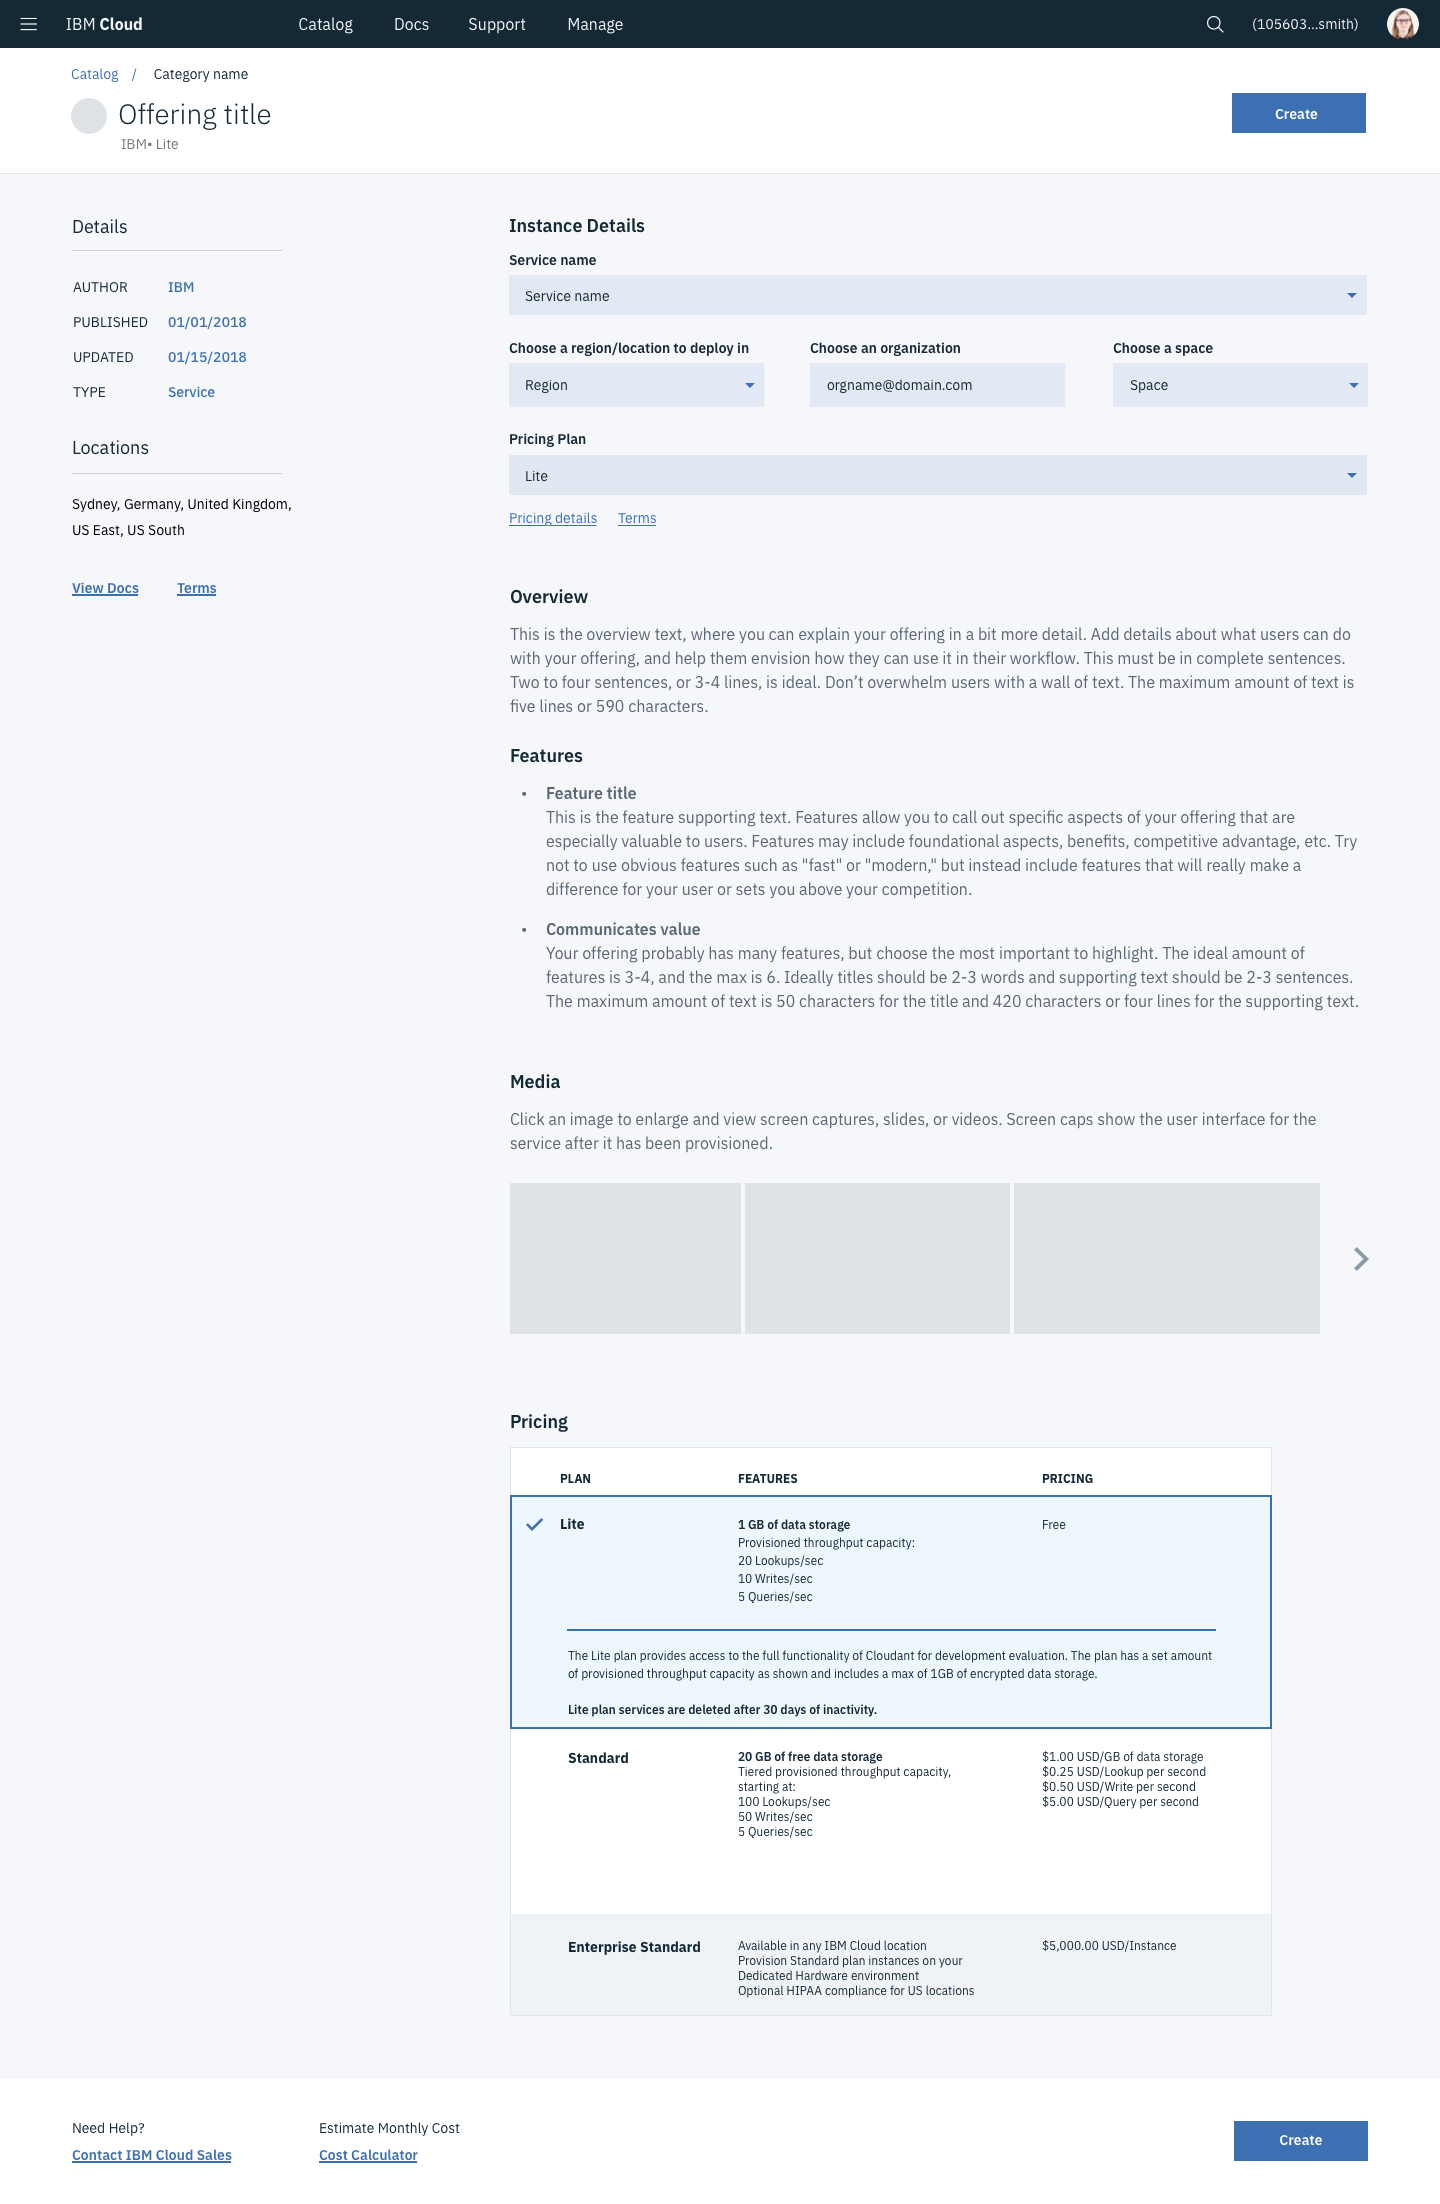 IBM Cloud
Catalog
Docs
Support
Manage
(105603...smith)
Catalog / Category name
Offering title
IBM• Lite
Create
Details
AUTHOR IBM
PUBLISHED 01/01/2018
UPDATED 01/15/2018
TYPE Service
Locations
Sydney, Germany, United Kingdom,
US East, US South
View Docs
Terms
Instance Details
Service name
Service name
Choose a region/location to deploy in
Region
Choose an organization
orgname@domain.com
Choose a space
Space
Pricing Plan
Lite
Pricing details
Terms
Overview
This is the overview text, where you can explain your offering in a bit more detail. Add details about what users can do
with your offering, and help them envision how they can use it in their workflow. This must be in complete sentences.
Two to four sentences, or 3-4 lines, is ideal. Don’t overwhelm users with a wall of text. The maximum amount of text is
five lines or 590 characters.
Features
• Feature title
This is the feature supporting text. Features allow you to call out specific aspects of your offering that are
especially valuable to users. Features may include foundational aspects, benefits, competitive advantage, etc. Try
not to use obvious features such as "fast" or "modern," but instead include features that will really make a
difference for your user or sets you above your competition.
• Communicates value
Your offering probably has many features, but choose the most important to highlight. The ideal amount of
features is 3-4, and the max is 6. Ideally titles should be 2-3 words and supporting text should be 2-3 sentences.
The maximum amount of text is 50 characters for the title and 420 characters or four lines for the supporting text.
Media
Click an image to enlarge and view screen captures, slides, or videos. Screen caps show the user interface for the
service after it has been provisioned.
Pricing
PLAN
FEATURES
PRICING
Lite
1 GB of data storage
Provisioned throughput capacity:
20 Lookups/sec
10 Writes/sec
5 Queries/sec
Free
The Lite plan provides access to the full functionality of Cloudant for development evaluation. The plan has a set amount
of provisioned throughput capacity as shown and includes a max of 1GB of encrypted data storage.
Lite plan services are deleted after 30 days of inactivity.
Standard
20 GB of free data storage
Tiered provisioned throughput capacity,
starting at:
100 Lookups/sec
50 Writes/sec
5 Queries/sec
$1.00 USD/GB of data storage
$0.25 USD/Lookup per second
$0.50 USD/Write per second
$5.00 USD/Query per second
Enterprise Standard
Available in any IBM Cloud location
Provision Standard plan instances on your
Dedicated Hardware environment
Optional HIPAA compliance for US locations
$5,000.00 USD/Instance
Need Help?
Contact IBM Cloud Sales
Estimate Monthly Cost
Cost Calculator
Create